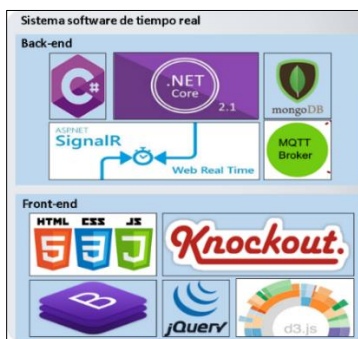 Sistema software de tiempo real
Back-end
C#
.NET
Core
2.1
mongoDB
ASP.NET
SignalR
Web Real Time
MQTT
Broker
Front-end
HTML CSS JS
5 3
Knockout.
B
jQuery
d3.js